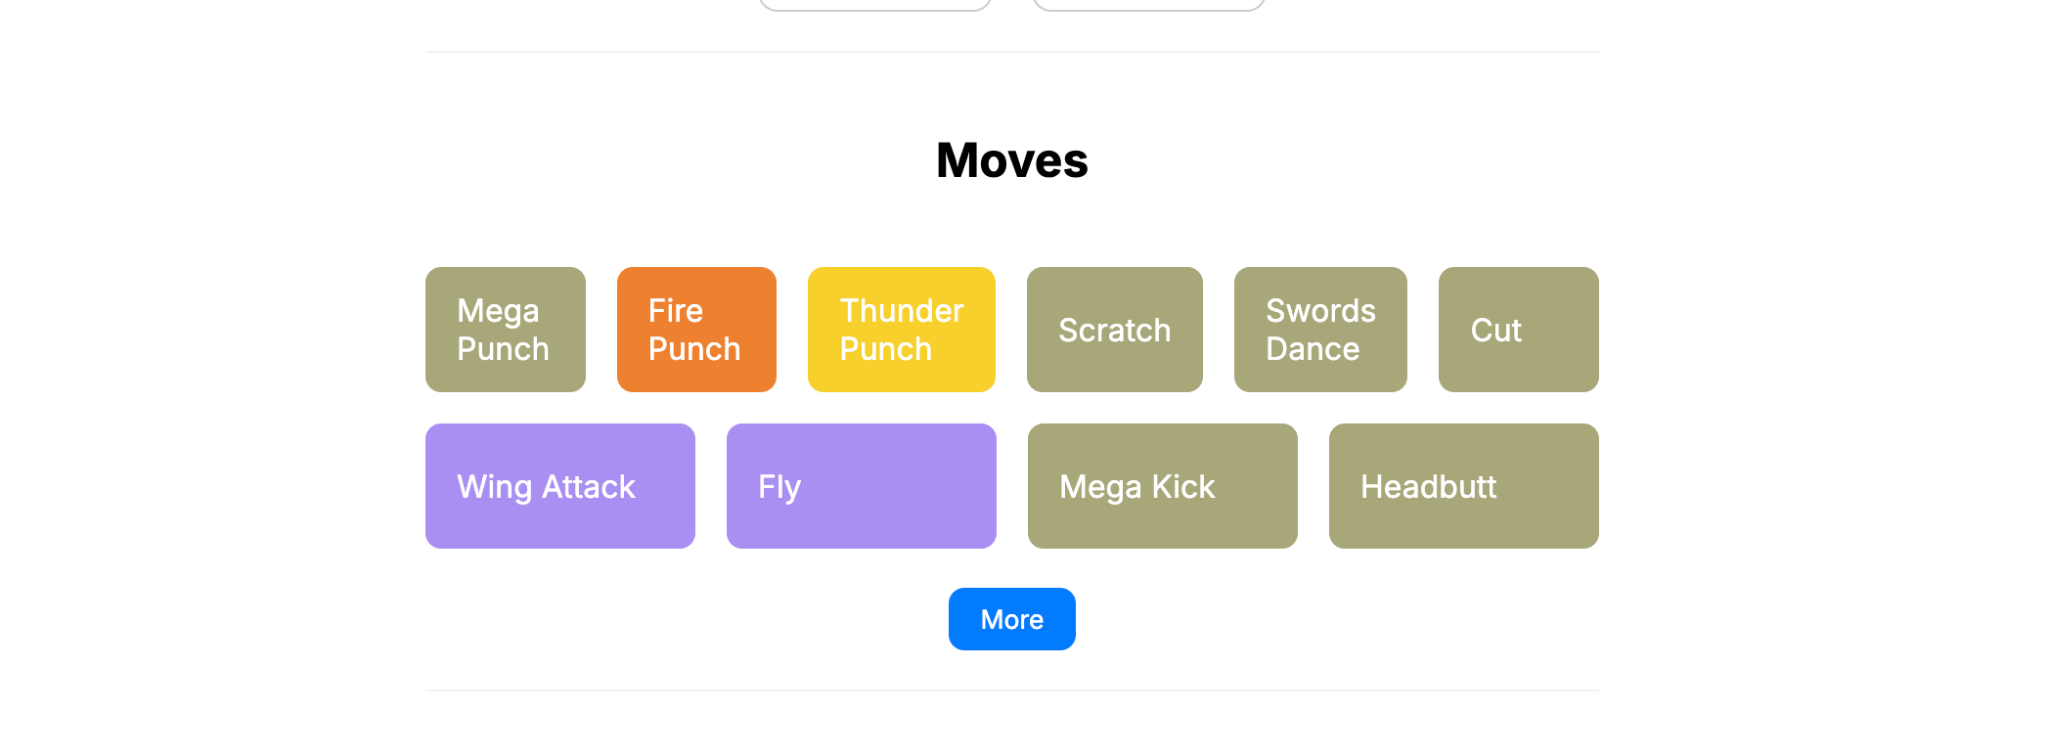 Moves
Mega
Punch
Fire
Punch
Thunder
Punch
Scratch
Swords
Dance
Cut
Wing Attack
Fly
Mega Kick
Headbutt
More